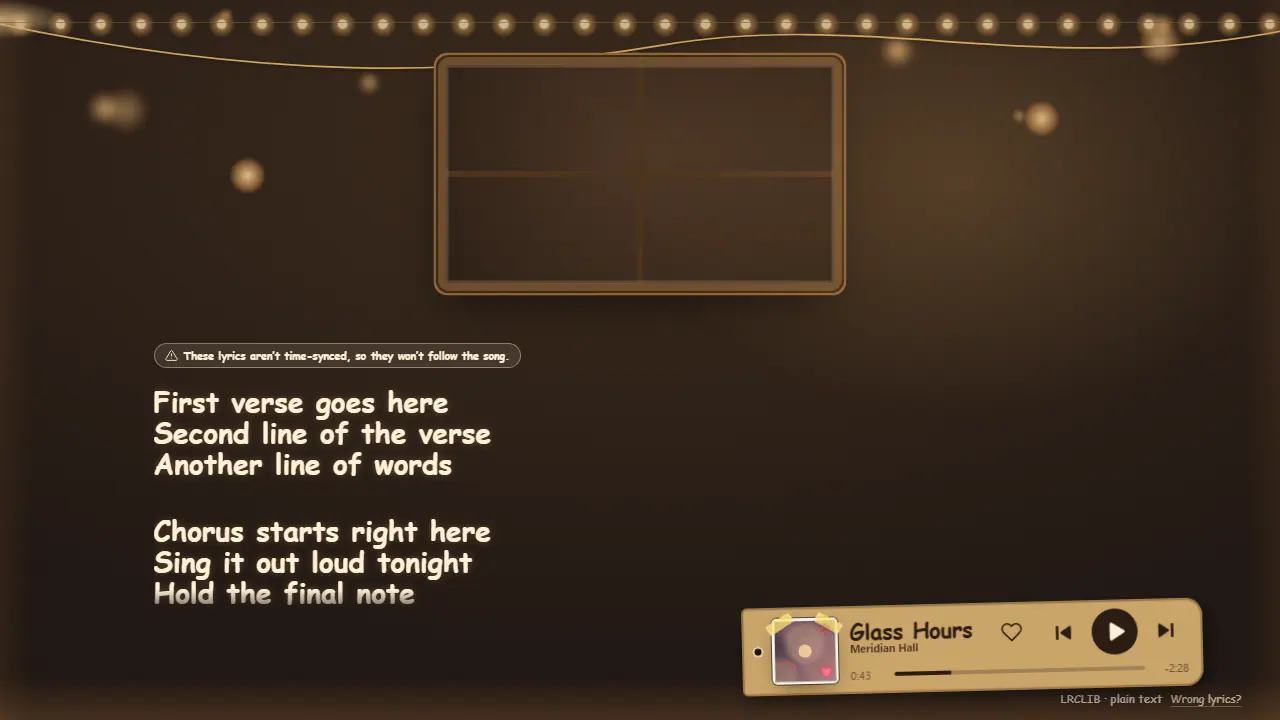 These lyrics aren't time-synced, so they won't follow the song.
First verse goes here
Second line of the verse
Another line of words
Chorus starts right here
Sing it out loud tonight
Hold the final note
Glass Hours
Meridian Hall
0:43
-2:28
LRCLIB · plain text Wrong lyrics?